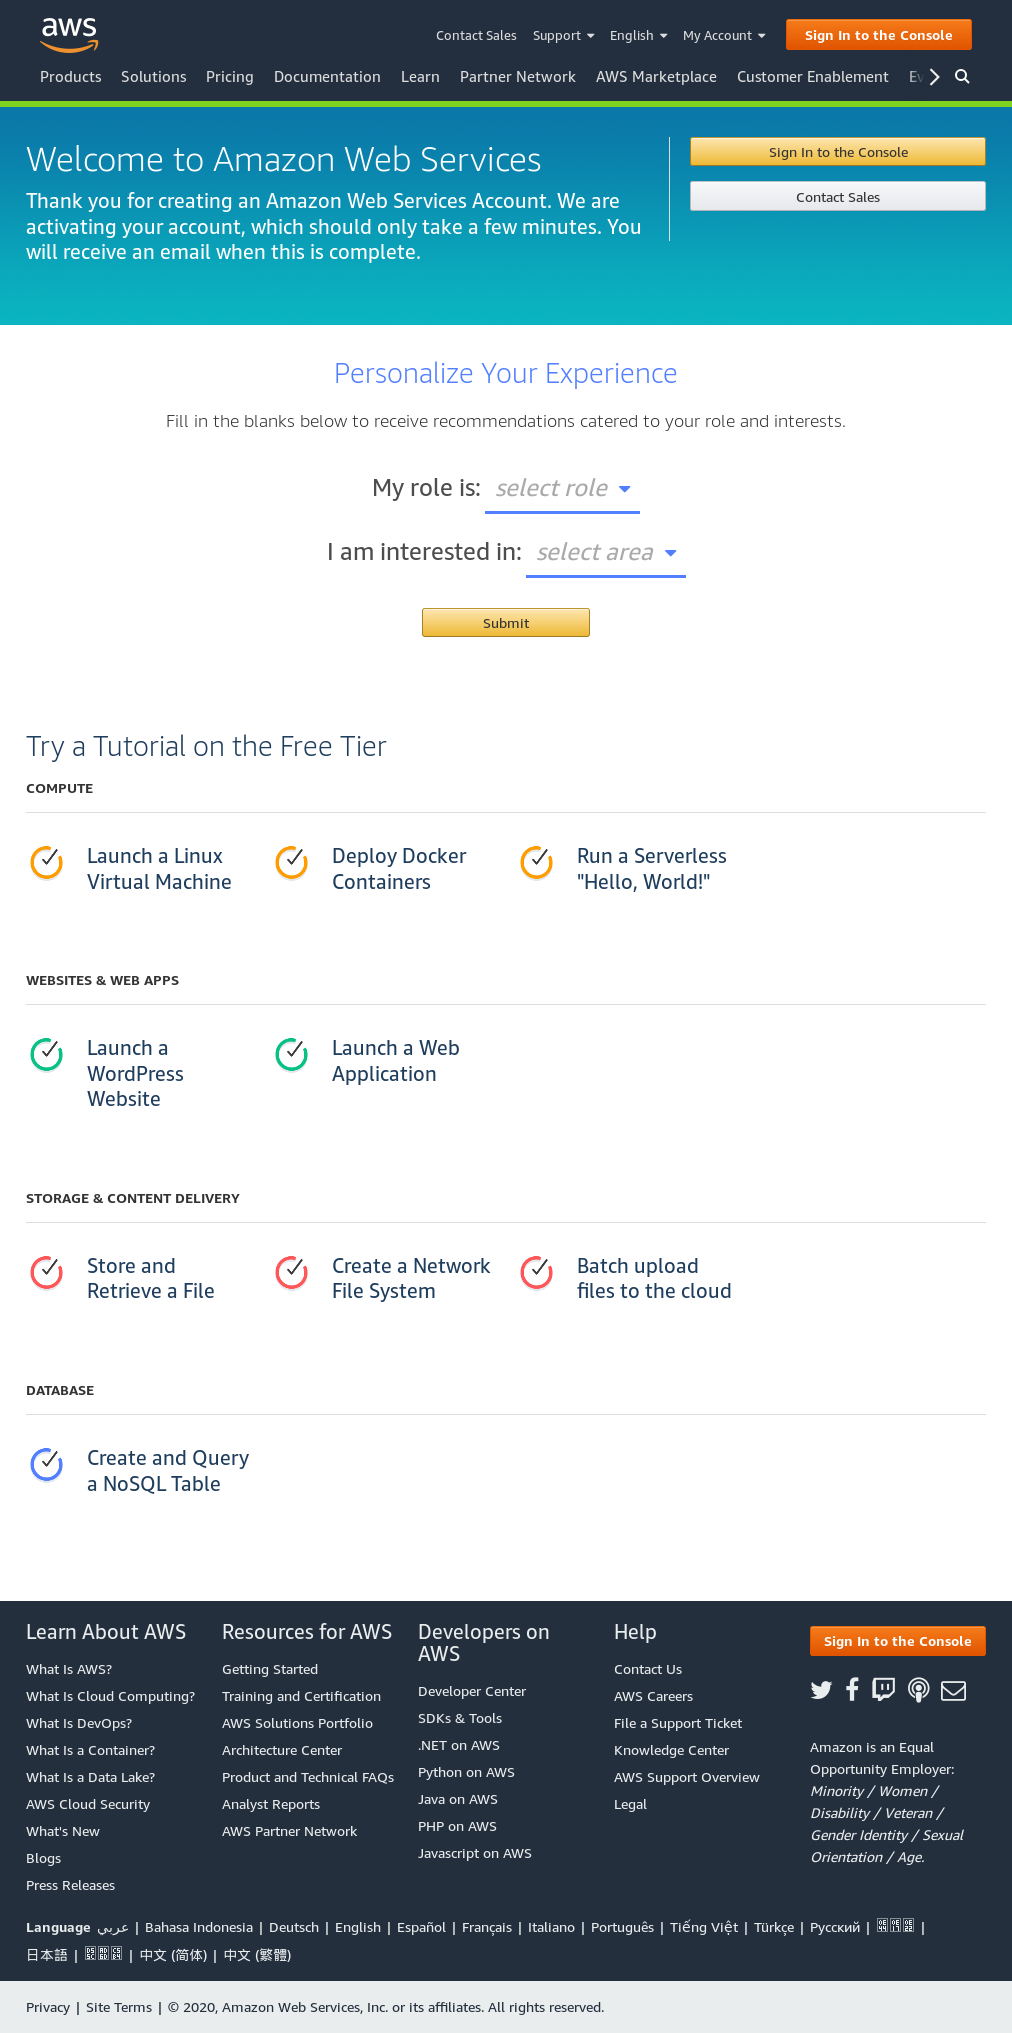 aws
Contact Sales Support English My Account Sign In to the Console
Products Solutions Pricing Documentation Learn Partner Network AWS Marketplace Customer Enablement
Welcome to Amazon Web Services
Thank you for creating an Amazon Web Services Account. We are
activating your account, which should only take a few minutes. You
will receive an email when this is complete.
Sign In to the Console
Contact Sales
Personalize Your Experience
Fill in the blanks below to receive recommendations catered to your role and interests.
My role is: select role
I am interested in: select area
Submit
Try a Tutorial on the Free Tier
COMPUTE
Launch a Linux
Virtual Machine
Deploy Docker
Containers
Run a Serverless
"Hello, World!"
WEBSITES & WEB APPS
Launch a
WordPress
Website
Launch a Web
Application
STORAGE & CONTENT DELIVERY
Store and
Retrieve a File
Create a Network
File System
Batch upload
files to the cloud
DATABASE
Create and Query
a NoSQL Table
Learn About AWS
What Is AWS?
What Is Cloud Computing?
What Is DevOps?
What Is a Container?
What Is a Data Lake?
AWS Cloud Security
What's New
Blogs
Press Releases
Resources for AWS
Getting Started
Training and Certification
AWS Solutions Portfolio
Architecture Center
Product and Technical FAQs
Analyst Reports
AWS Partner Network
Developers on
AWS
Developer Center
SDKs & Tools
.NET on AWS
Python on AWS
Java on AWS
PHP on AWS
Javascript on AWS
Help
Contact Us
AWS Careers
File a Support Ticket
Knowledge Center
AWS Support Overview
Legal
Sign In to the Console
Amazon is an Equal
Opportunity Employer:
Minority / Women /
Disability / Veteran /
Gender Identity / Sexual
Orientation / Age.
Language عربي | Bahasa Indonesia | Deutsch | English | Español | Français | Italiano | Português | Tiếng Việt | Türkçe | Ρусский | |
日本語 | | 中文 (简体) | 中文 (繁體)
Privacy | Site Terms | © 2020, Amazon Web Services, Inc. or its affiliates. All rights reserved.